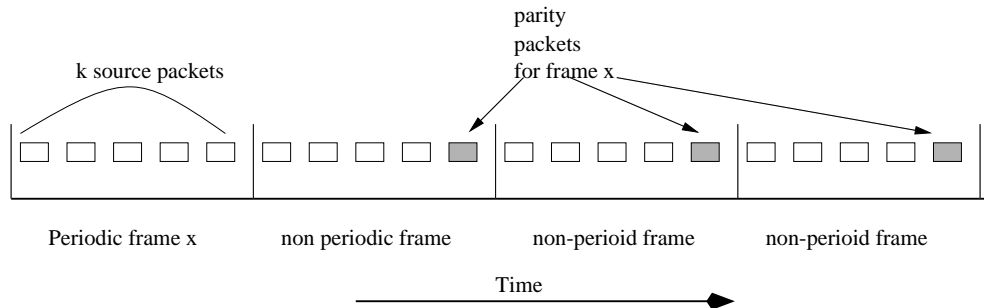 parity
packets
for frame x
k source packets
Periodic frame x
non periodic frame
non-perioid frame
non-perioid frame
Time